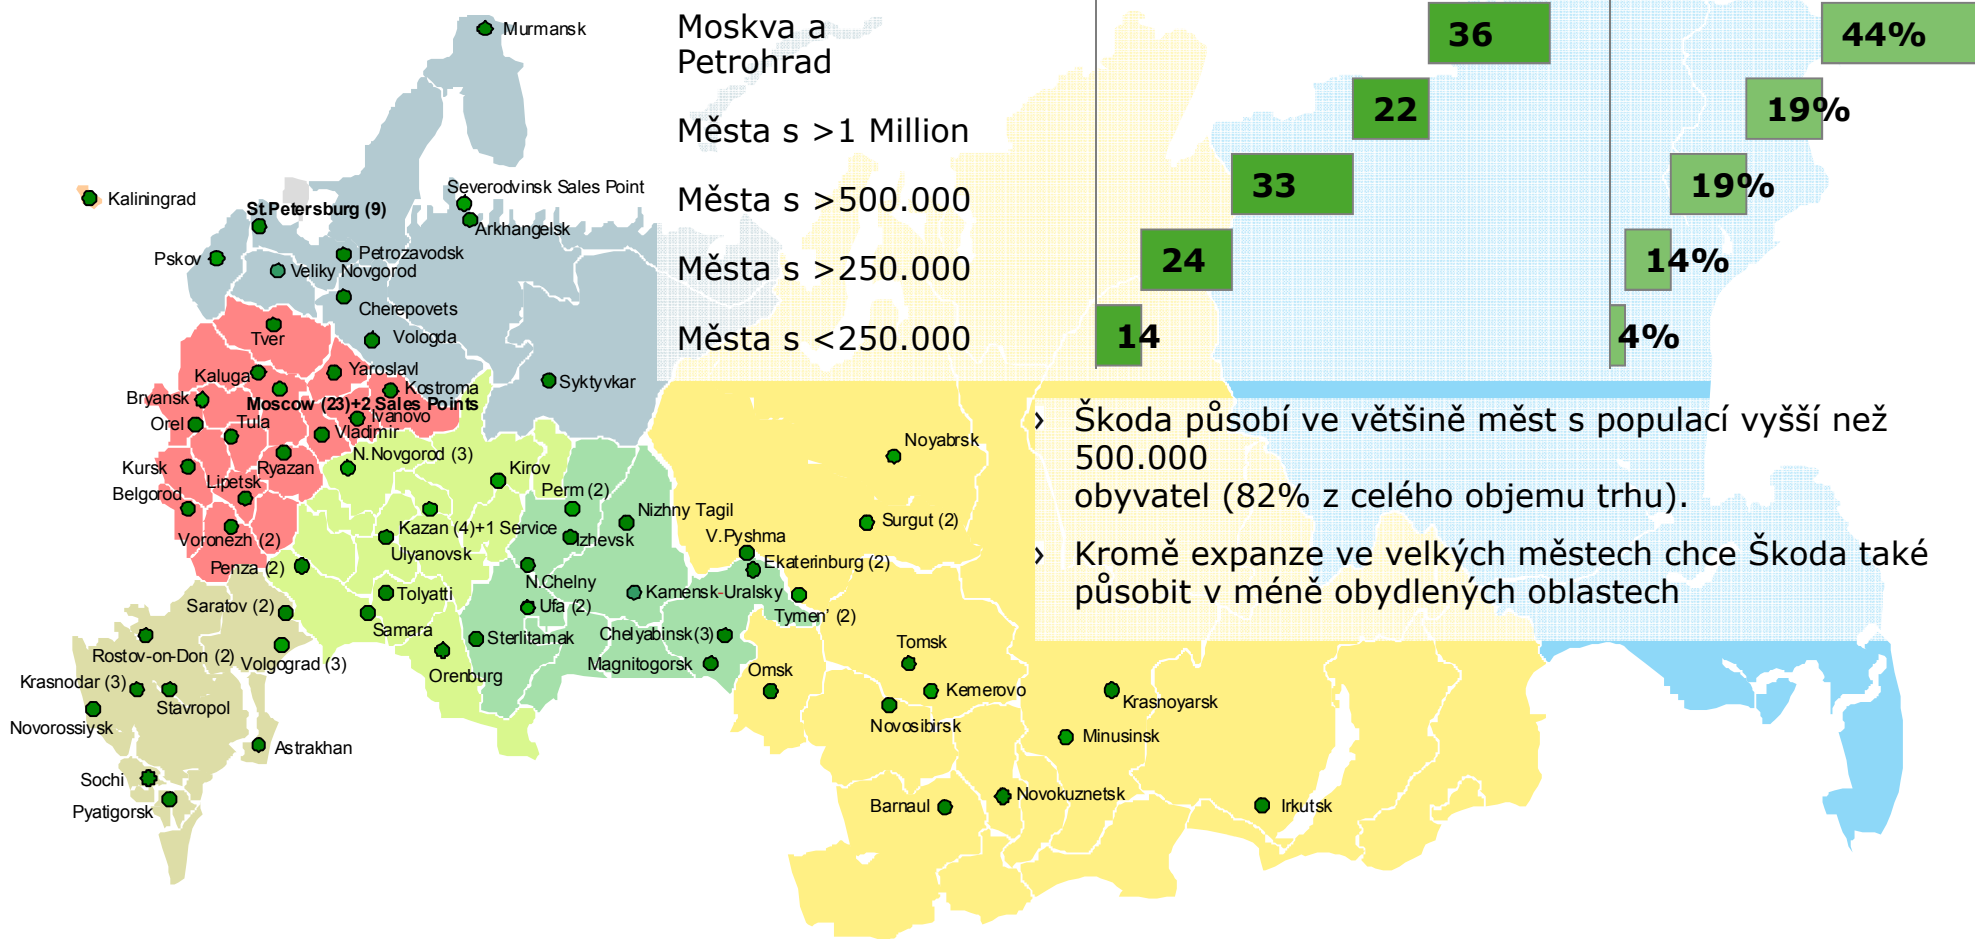 Murmansk
Kaliningrad
Severodvinsk Sales Point
St.Petersburg (9)
Arkhangelsk
Pskov
Petrozavodsk
Veliky Novgorod
Cherepovets
Tver
Vologda
Kaluga
Yaroslavl
Syktyvkar
Bryansk
Kostroma
Moscow (23)+2 Sales Points
Orel
Tula
Ivanovo
Vladimir
Kursk
Ryazan
N.Novgorod (3)
Kirov
Lipetsk
Belgorod
Perm (2)
Nizhny Tagil
Voronezh (2)
Kazan (4)+1 Service
Izhevsk
Ulyanovsk
V.Pyshma
Penza (2)
Ekaterinburg (2)
N.Chelny
Tolyatti
Kamensk-Uralsky
Saratov (2)
Ufa (2)
Tymen' (2)
Samara
Sterlitamak
Chelyabinsk(3)
Rostov-on-Don (2)
Volgograd (3)
Magnitogorsk
Orenburg
Krasnodar (3)
Stavropol
Novorossiysk
Astrakhan
Sochi
Pyatigorsk
Noyabrsk
Surgut (2)
Tomsk
Omsk
Kemerovo
Novosibirsk
Krasnoyarsk
Minusinsk
Barnaul
Novokuznetsk
Irkutsk
Moskva a
Petrohrad
36
44%
Města s >1 Million
22
19%
Města s >500.000
33
19%
Města s >250.000
24
14%
Města s <250.000
14
4%
› Škoda působí ve většině měst s populací vyšší než
500.000
obyvatel (82% z celého objemu trhu).
› Kromě expanze ve velkých městech chce Škoda také
působit v méně obydlených oblastech